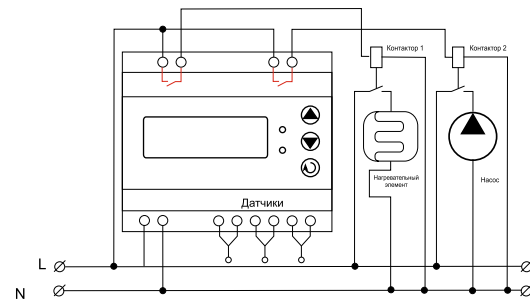 Контактор 1
Контактор 2
Нагревательный
элемент
Насос
Датчики
L
N